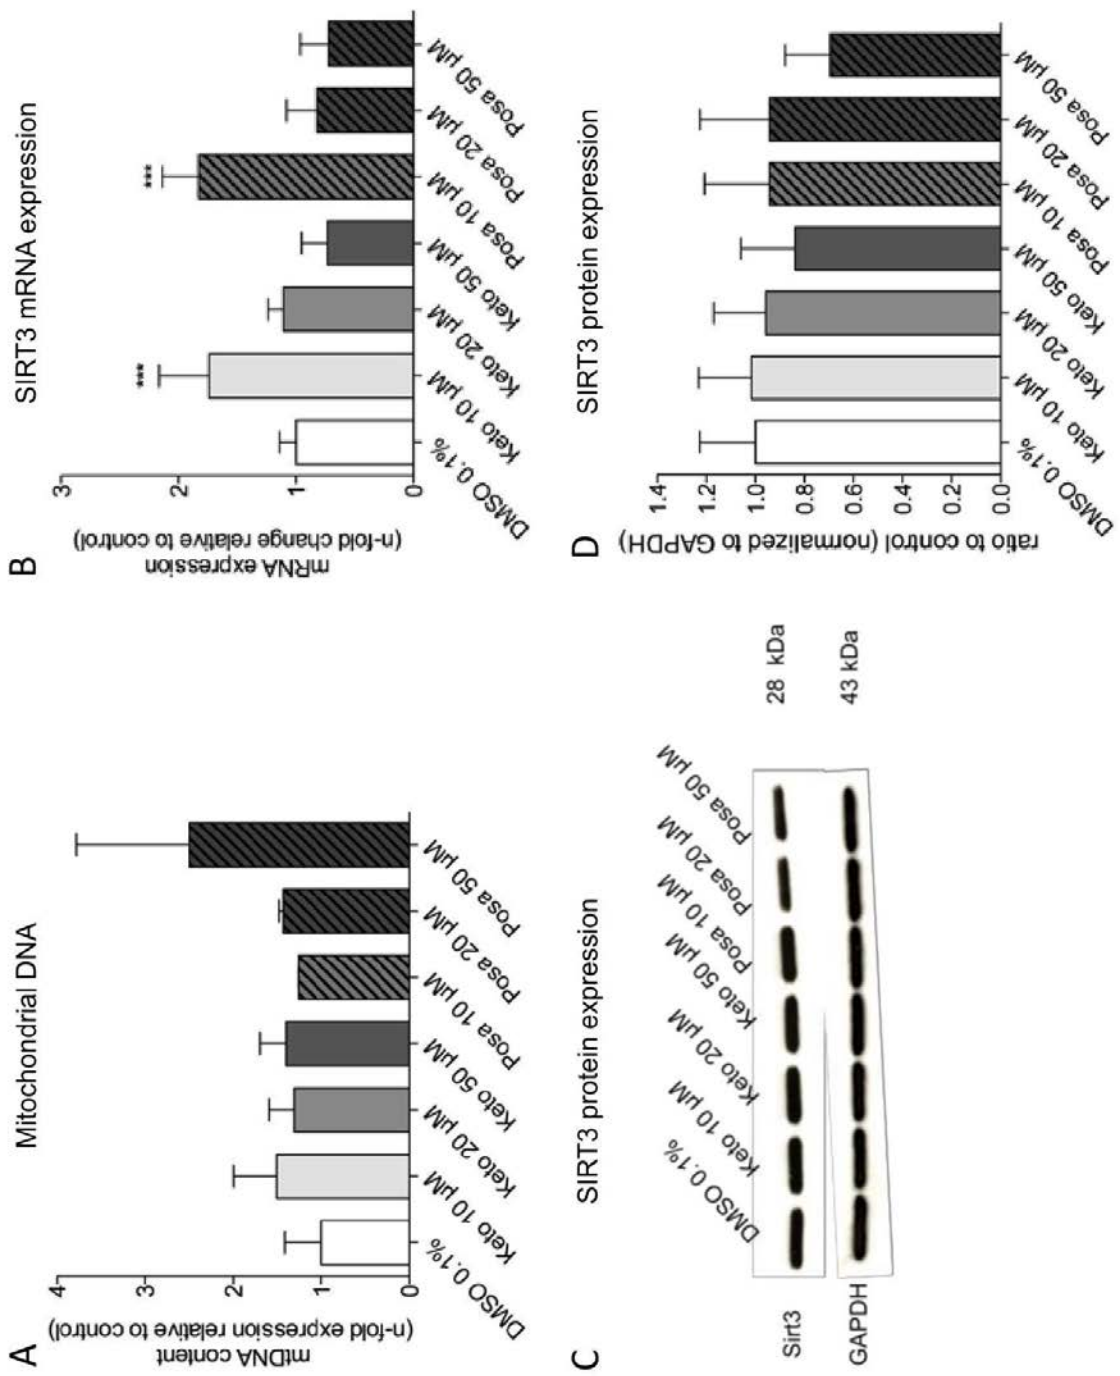 A
Mitochondrial DNA
mtDNA content
(n-fold expression relative to control)
4
3
2
1
0
DMSO 0.1%
Keto 10 µM
Keto 20 µM
Keto 50 µM
Posa 10 µM
Posa 20 µM
Posa 50 µM
B
SIRT3 mRNA expression
mRNA expression
(n-fold change relative to control)
3
2
1
0
***
***
DMSO 0.1%
Keto 10 µM
Keto 20 µM
Keto 50 µM
Posa 10 µM
Posa 20 µM
Posa 50 µM
C
SIRT3 protein expression
DMSO 0.1%
Keto 10 µM
Keto 20 µM
Keto 50 µM
Posa 10 µM
Posa 20 µM
Posa 50 µM
Sirt3
28 kDa
GAPDH
43 kDa
D
SIRT3 protein expression
ratio to control (normalized to GAPDH)
1.4
1.2
1.0
0.8
0.6
0.4
0.2
0.0
DMSO 0.1%
Keto 10 µM
Keto 20 µM
Keto 50 µM
Posa 10 µM
Posa 20 µM
Posa 50 µM